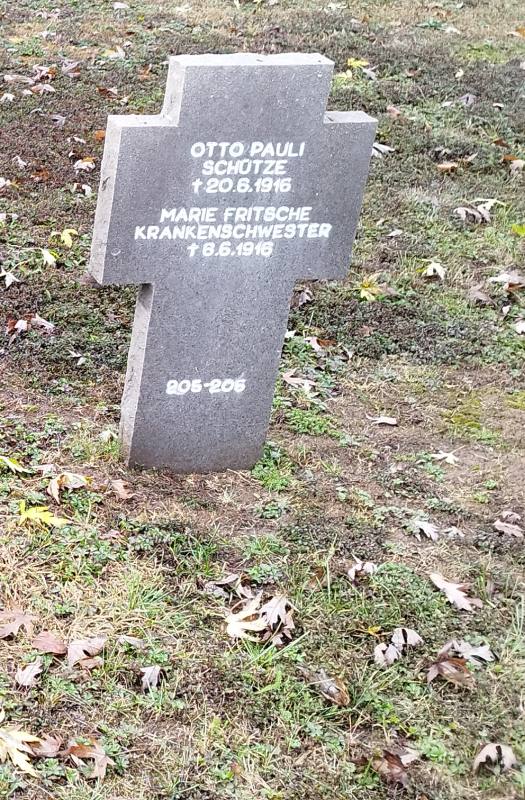 OTTO PAULI
SCHÜTZE
† 20.6.1916
MARIE FRITSCHE
KRANKENSCHWESTER
† 6.6.1916
205-206